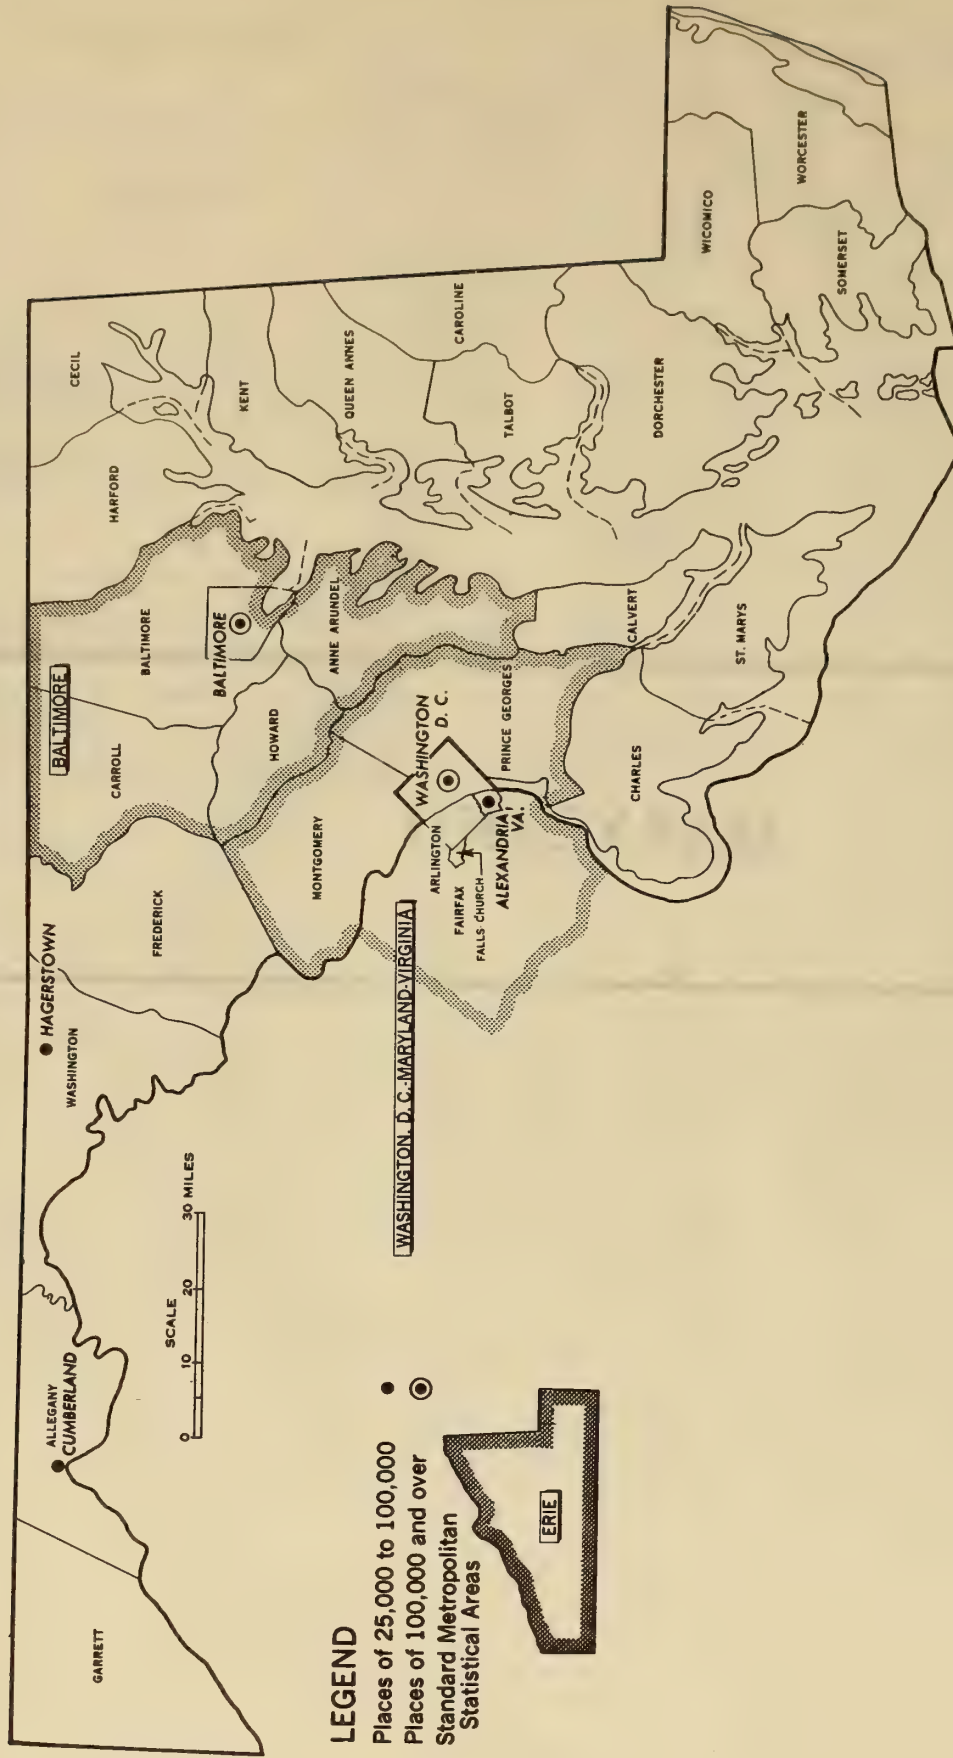 GARRETT
ALLEGANY
CUMBERLAND
HAGERSTOWN
WASHINGTON
FREDERICK
BALTIMORE
CARROLL
BALTIMORE
HARFORD
CECIL
BALTIMORE
HOWARD
KENT
MONTGOMERY
ANNE ARUNDEL
QUEEN ANNES
WASHINGTON
D. C.
ARLINGTON
FAIRFAX
FALLS CHURCH
ALEXANDRIA,
VA.
PRINCE GEORGES
CAROLINE
TALBOT
CALVERT
CHARLES
ST. MARYS
DORCHESTER
WICOMICO
WORCESTER
SOMERSET
WASHINGTON, D. C.-MARYLAND-VIRGINIA
SCALE
0 10 20 30 MILES
LEGEND
Places of 25,000 to 100,000
Places of 100,000 and over
Standard Metropolitan
Statistical Areas
ERIE